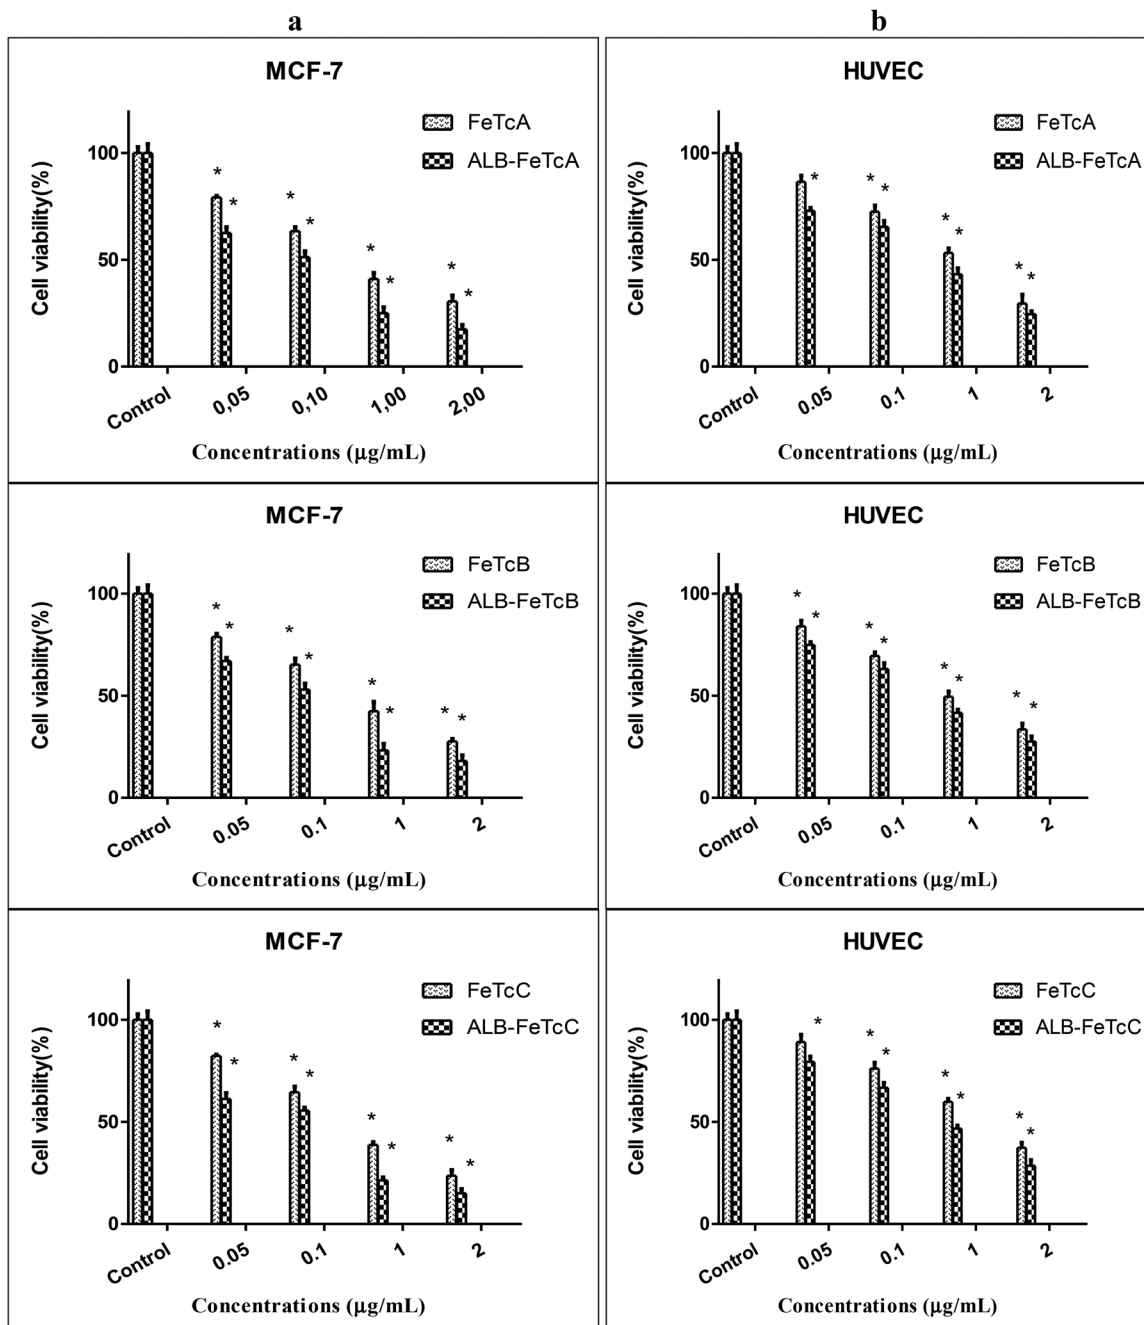 a
b
MCF-7
FeTcA
ALB-FeTcA
Cell viability(%)
100
50
0
* * * * * * * *
Control 0,05 0,10 1,00 2,00
Concentrations (µg/mL)
HUVEC
FeTcA
ALB-FeTcA
Cell viability(%)
100
50
0
* * * * * * *
Control 0.05 0.1 1 2
Concentrations (µg/mL)
MCF-7
FeTcB
ALB-FeTcB
Cell viability(%)
100
50
0
* * * * * * * *
Control 0.05 0.1 1 2
Concentrations (µg/mL)
HUVEC
FeTcB
ALB-FeTcB
Cell viability(%)
100
50
0
* * * * * * * *
Control 0.05 0.1 1 2
Concentrations (µg/mL)
MCF-7
FeTcC
ALB-FeTcC
Cell viability(%)
100
50
0
* * * * * * * *
Control 0.05 0.1 1 2
Concentrations (µg/mL)
HUVEC
FeTcC
ALB-FeTcC
Cell viability(%)
100
50
0
* * * * * * *
Control 0.05 0.1 1 2
Concentrations (µg/mL)